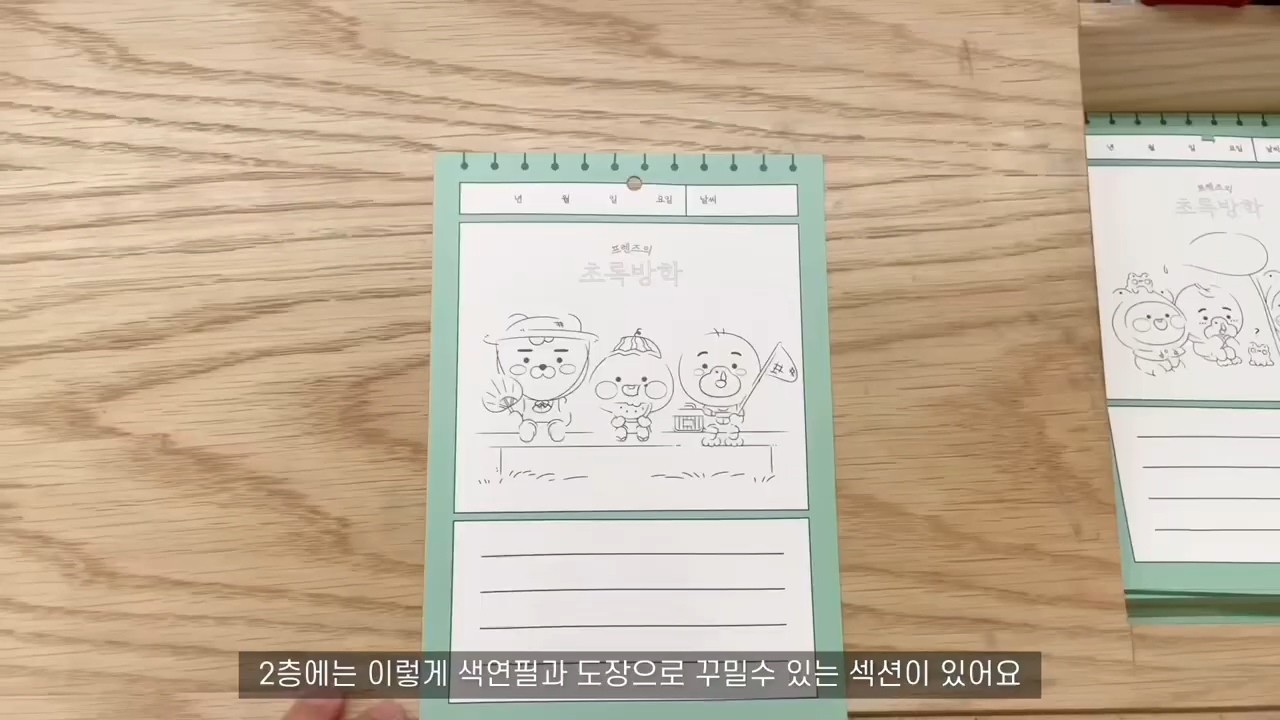 년 월 일 요일 날씨
프렌즈의
초록방학
년 월 일 요일 날씨
프렌즈의
초록방학
?
2층에는 이렇게 색연필과 도장으로 꾸밀수 있는 섹션이 있어요